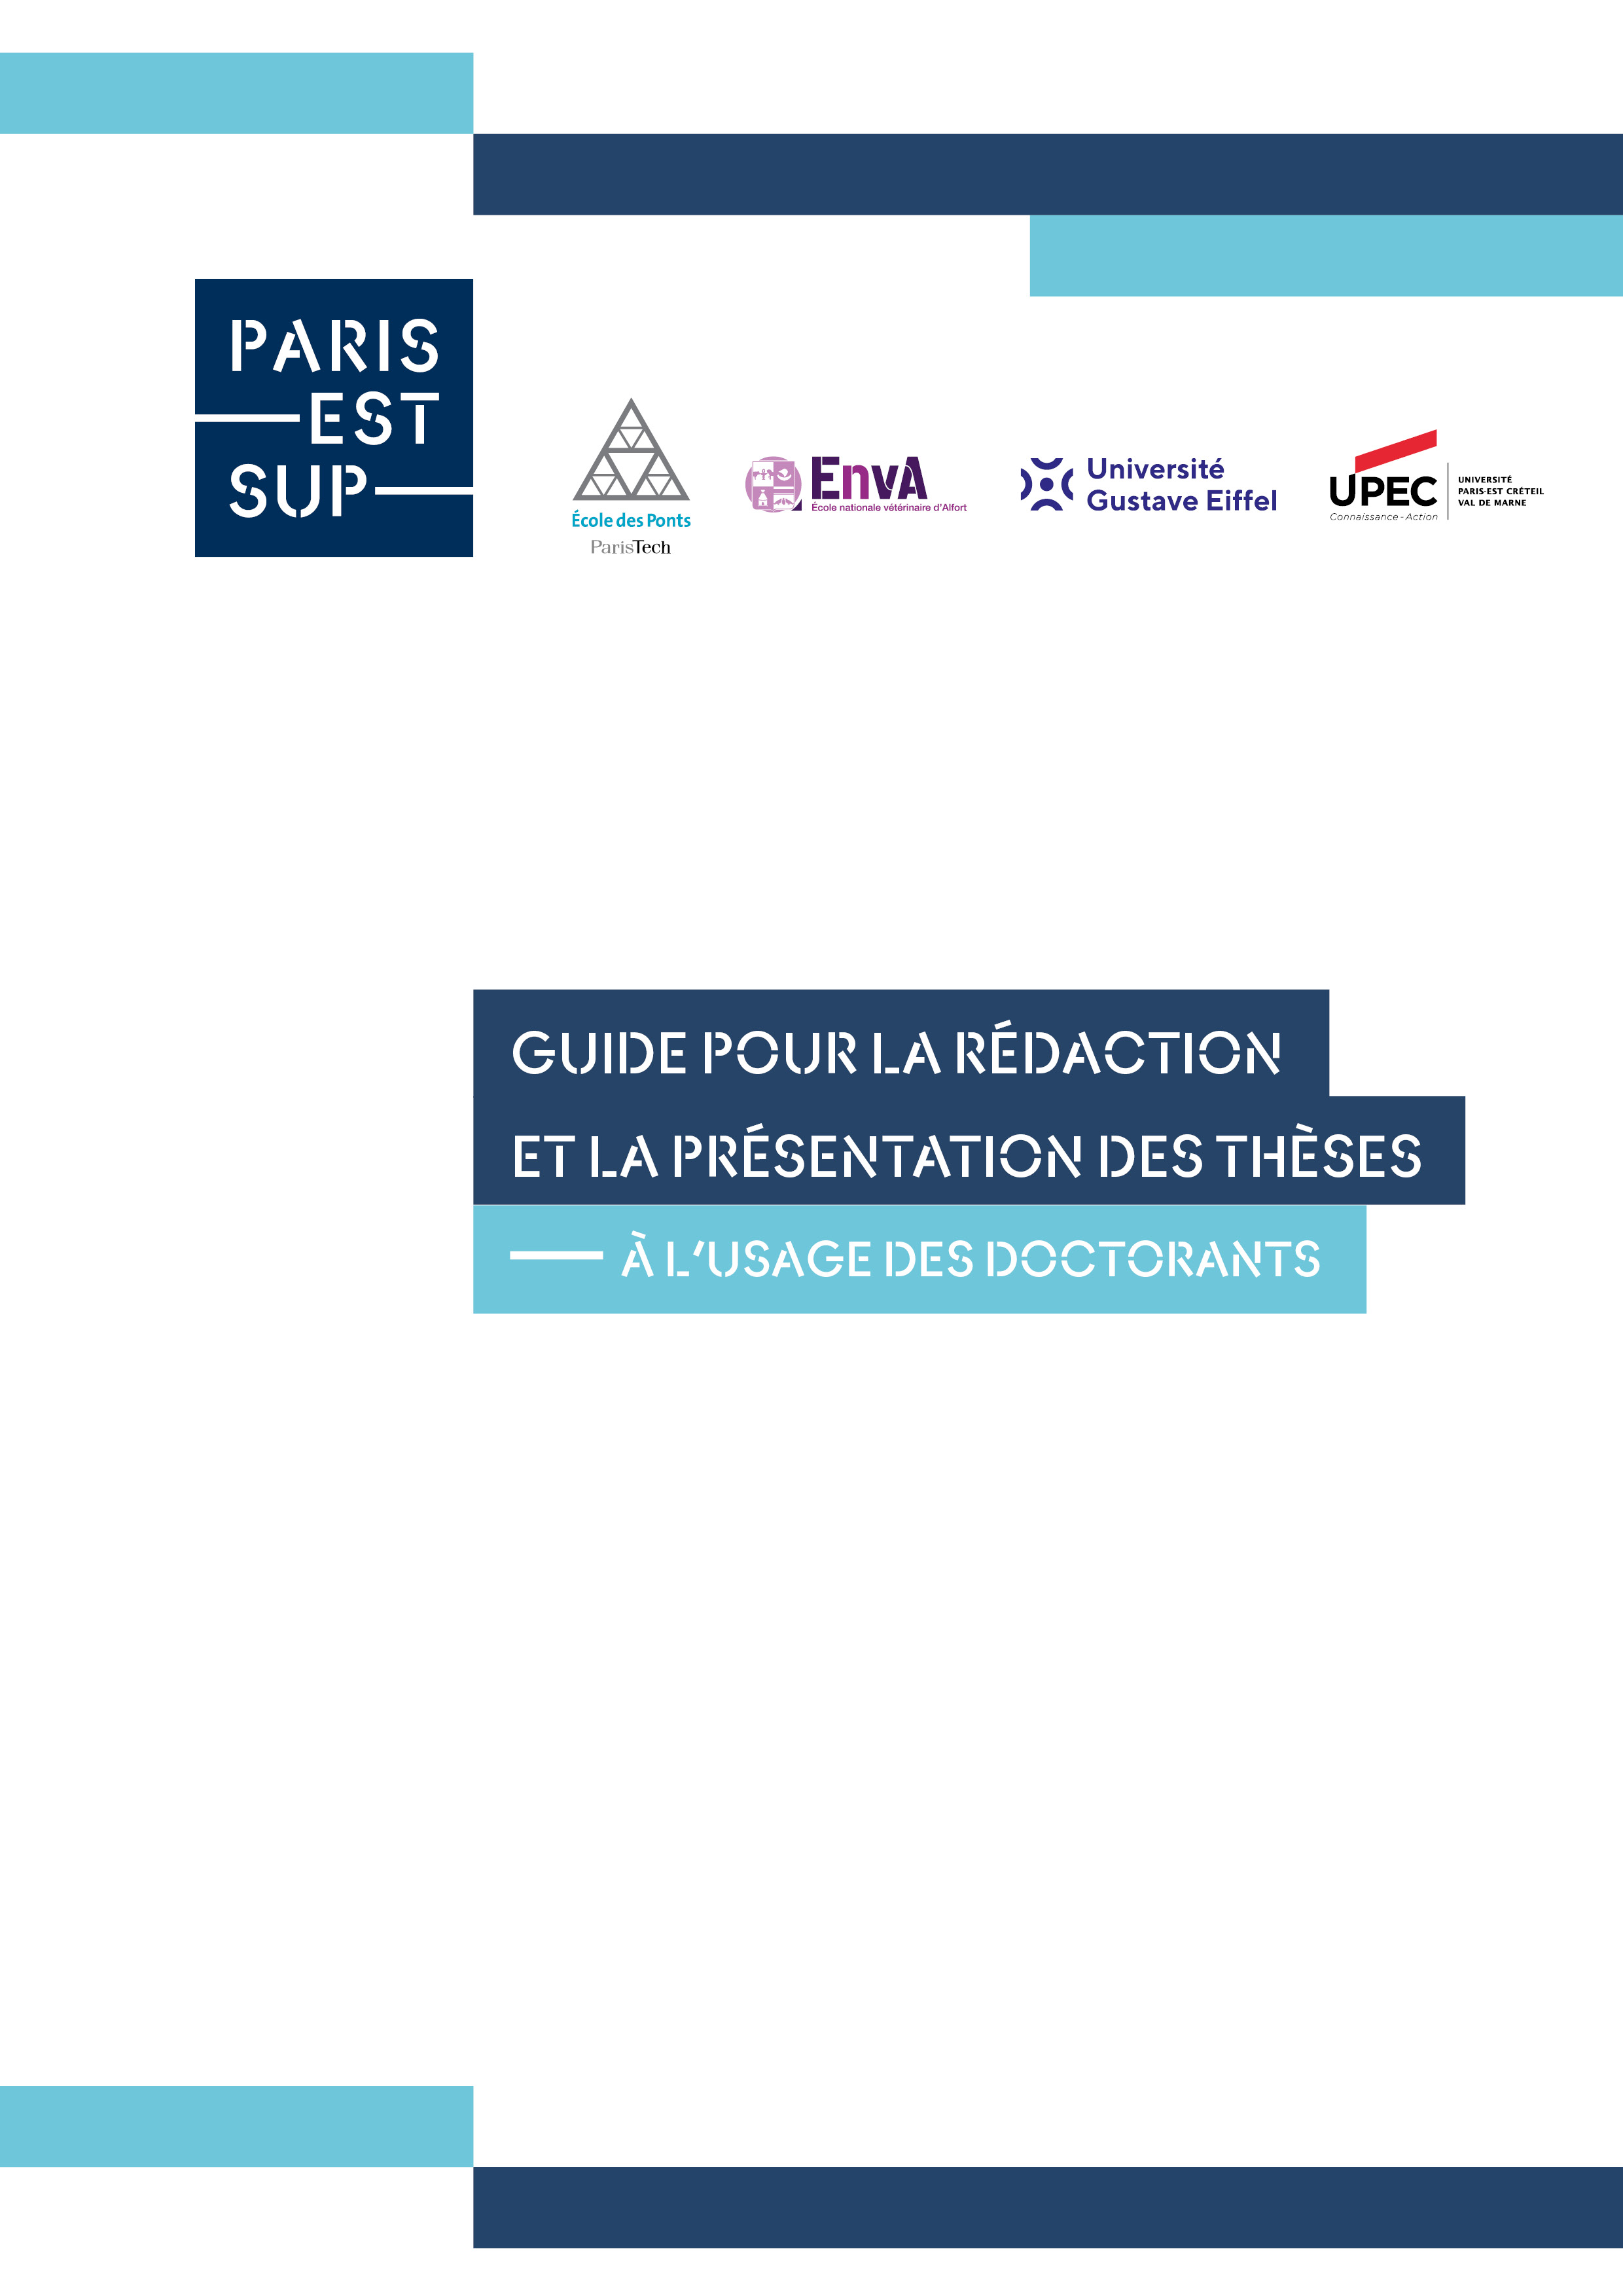 PARIS
EST
SUP
École des Ponts
ParisTech
EnvA
École nationale vétérinaire d'Alfort
Université
Gustave Eiffel
UPEC
Connaissance - Action
UNIVERSITÉ
PARIS-EST CRÉTEIL
VAL DE MARNE
GUIDE POUR LA RÉDACTION
ET LA PRÉSENTATION DES THÈSES
À L'USAGE DES DOCTORANTS